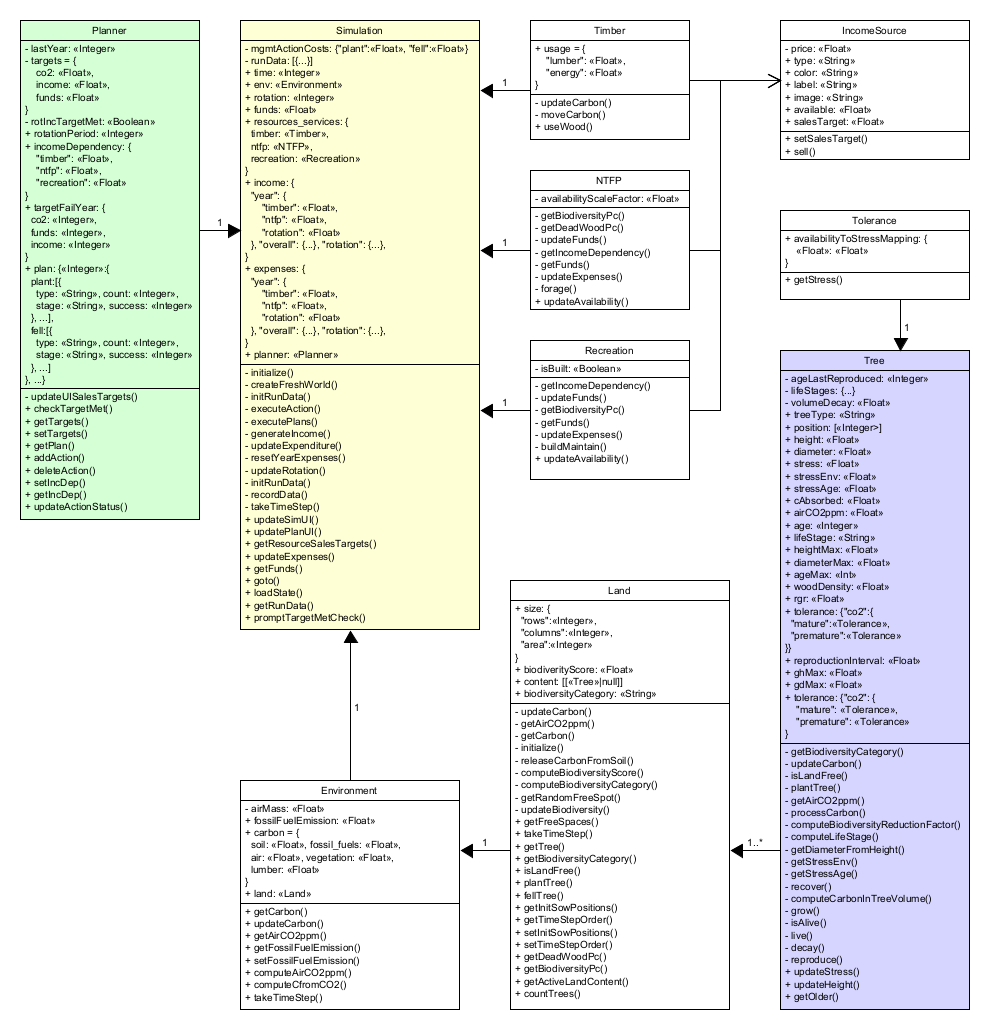 Planner
- lastYear: «Integer»
- targets = {
co2: «Float»,
income: «Float»,
funds: «Float»
}
- rotIncTargetMet: «Boolean»
+ rotationPeriod: «Integer»
+ incomeDependency: {
"timber": «Float»,
"ntfp": «Float»,
"recreation": «Float»
}
+ targetFailYear: {
co2: «Integer»,
funds: «Integer»,
income: «Integer»
}
+ plan: {«Integer»:{
plant:[{
type: «String», count: «Integer»,
stage: «String», success: «Integer»
}, ...],
fell:[{
type: «String», count: «Integer»,
stage: «String», success: «Integer»
}, ...]
}, ...}
- updateUISalesTargets()
+ checkTargetMet()
+ getTargets()
+ setTargets()
+ getPlan()
+ addAction()
+ deleteAction()
+ setIncDep()
+ getIncDep()
+ updateActionStatus()
1
Simulation
- mgmtActionCosts: {"plant":«Float», "fell":«Float»}
- runData: [{...}]
+ time: «Integer»
+ env: «Environment»
+ rotation: «Integer»
+ funds: «Float»
+ resources_services: {
timber: «Timber»,
ntfp: «NTFP»,
recreation: «Recreation»
}
+ income: {
"year": {
"timber": «Float»,
"ntfp": «Float»,
"rotation": «Float»
}, "overall": {...}, "rotation": {...},
}
+ expenses: {
"year": {
"timber": «Float»,
"ntfp": «Float»,
"rotation": «Float»
}, "overall": {...}, "rotation": {...},
}
+ planner: «Planner»
- initialize()
- createFreshWorld()
- initRunData()
- executeAction()
- executePlans()
- generateIncome()
- updateExpenditure()
- resetYearExpenses()
- updateRotation()
- initRunData()
- recordData()
- takeTimeStep()
+ updateSimUI()
+ updatePlanUI()
+ getResourceSalesTargets()
+ updateExpenses()
+ getFunds()
+ goto()
+ loadState()
+ getRunData()
+ promptTargetMetCheck()
1
Timber
+ usage = {
"lumber": «Float»,
"energy": «Float»
}
- updateCarbon()
- moveCarbon()
+ useWood()
1
NTFP
- availabilityScaleFactor: «Float»
- getBiodiversityPc()
- getDeadWoodPc()
- updateFunds()
- getIncomeDependency()
- getFunds()
- updateExpenses()
- forage()
+ updateAvailability()
1
Recreation
- isBuilt: «Boolean»
- getIncomeDependency()
- updateFunds()
- getBiodiversityPc()
- getFunds()
- updateExpenses()
- buildMaintain()
+ updateAvailability()
1
IncomeSource
- price: «Float»
+ type: «String»
+ color: «String»
+ label: «String»
+ image: «String»
+ available: «Float»
+ salesTarget: «Float»
+ setSalesTarget()
+ sell()
Tolerance
+ availabilityToStressMapping: {
«Float»: «Float»
}
+ getStress()
1
Tree
- ageLastReproduced: «Integer»
- lifeStages: {...}
- volumeDecay: «Float»
+ treeType: «String»
+ position: [«Integer>]
+ height: «Float»
+ diameter: «Float»
+ stress: «Float»
+ stressEnv: «Float»
+ stressAge: «Float»
+ cAbsorbed: «Float»
+ airCO2ppm: «Float»
+ age: «Integer»
+ lifeStage: «String»
+ heightMax: «Float»
+ diameterMax: «Float»
+ ageMax: «Int»
+ woodDensity: «Float»
+ rgr: «Float»
+ tolerance: {"co2":{
"mature":«Tolerance»,
"premature":«Tolerance»
}}
+ reproductionInterval: «Float»
+ ghMax: «Float»
+ gdMax: «Float»
+ tolerance: {"co2": {
"mature": «Tolerance»,
"premature": «Tolerance»
}
- getBiodiversityCategory()
- updateCarbon()
- isLandFree()
- plantTree()
- getAirCO2ppm()
- processCarbon()
- computeBiodiversityReductionFactor()
- computeLifeStage()
- getDiameterFromHeight()
- getStressEnv()
- getStressAge()
- recover()
- computeCarbonInTreeVolume()
- grow()
- isAlive()
- live()
- decay()
- reproduce()
+ updateStress()
+ updateHeight()
+ getOlder()
1..*
Land
+ size: {
"rows":«Integer»,
"columns":«Integer»,
"area":«Integer»
}
+ biodiverityScore: «Float»
+ content: [[«Tree»|null]]
+ biodiversityCategory: «String»
- updateCarbon()
- getAirCO2ppm()
- getCarbon()
- initialize()
- releaseCarbonFromSoil()
- computeBiodiversityScore()
- computeBiodiversityCategory()
- getRandomFreeSpot()
- updateBiodiversity()
+ getFreeSpaces()
+ takeTimeStep()
+ getTree()
+ getBiodiversityCategory()
+ isLandFree()
+ plantTree()
+ fellTree()
+ getInitSowPositions()
+ getTimeStepOrder()
+ setInitSowPositions()
+ setTimeStepOrder()
+ getDeadWoodPc()
+ getBiodiversityPc()
+ getActiveLandContent()
+ countTrees()
1
Environment
- airMass: «Float»
+ fossilFuelEmission: «Float»
+ carbon = {
soil: «Float», fossil_fuels: «Float»,
air: «Float», vegetation: «Float»,
lumber: «Float»
}
+ land: «Land»
+ getCarbon()
+ updateCarbon()
+ getAirCO2ppm()
+ getFossilFuelEmission()
+ setFossilFuelEmission()
+ computeAirCO2ppm()
+ computeCfromCO2()
+ takeTimeStep()